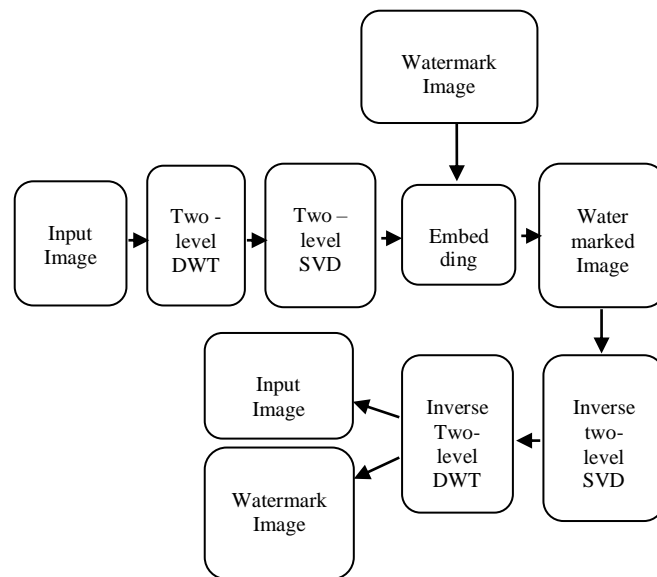 Watermark
Image
Input
Image
Two -
level
DWT
Two –
level
SVD
Embed
ding
Water
marked
Image
Input
Image
Inverse
Two-
level
DWT
Inverse
two-
level
SVD
Watermark
Image